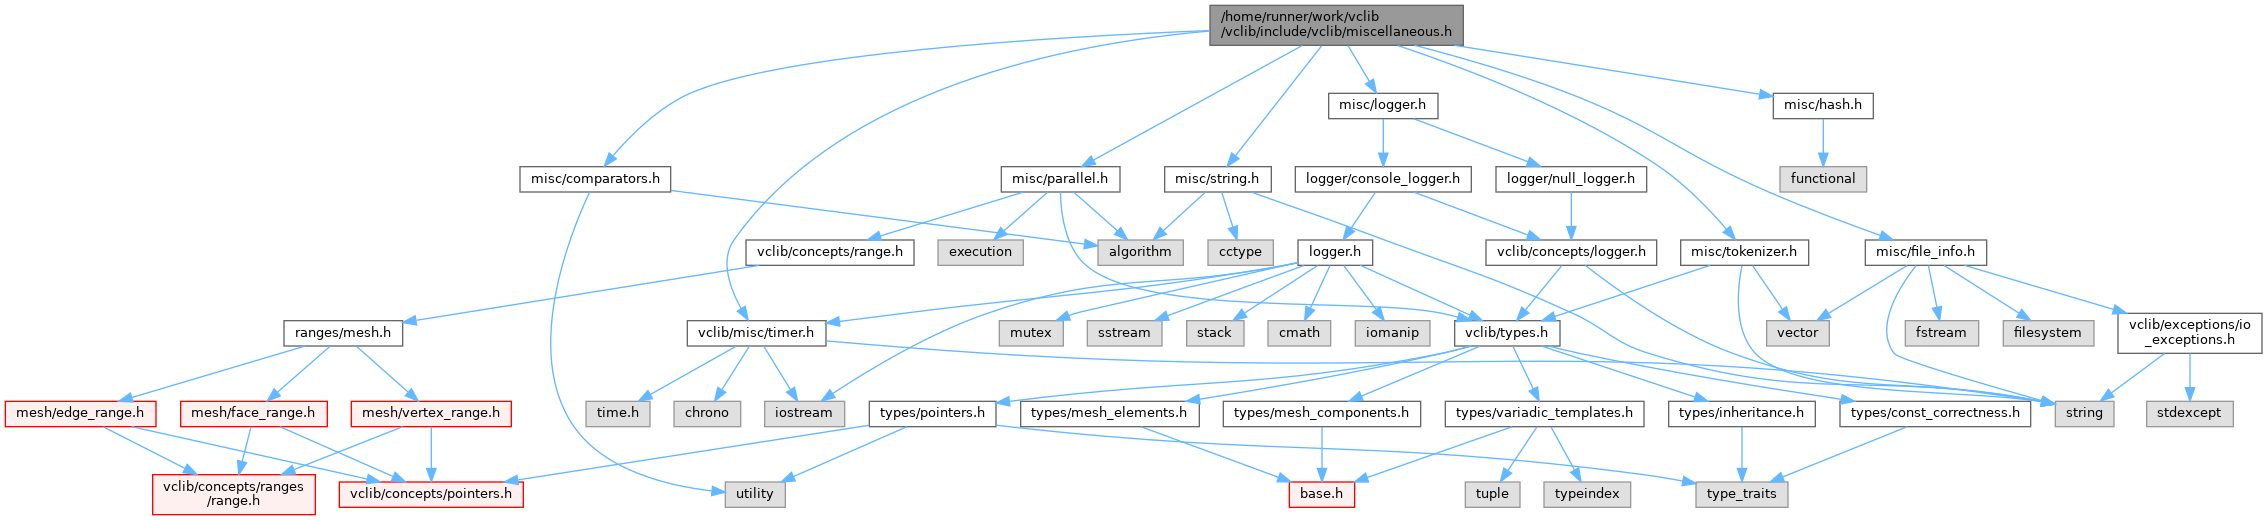 /home/runner/work/vclib
/vclib/include/vclib/miscellaneous.h
misc/logger.h
misc/hash.h
misc/comparators.h
misc/parallel.h
misc/string.h
logger/console_logger.h
logger/null_logger.h
functional
vclib/concepts/range.h
execution
algorithm
cctype
logger.h
vclib/concepts/logger.h
misc/tokenizer.h
misc/file_info.h
ranges/mesh.h
vclib/misc/timer.h
mutex
sstream
stack
cmath
iomanip
vclib/types.h
vector
fstream
filesystem
vclib/exceptions/io
_exceptions.h
mesh/edge_range.h
mesh/face_range.h
mesh/vertex_range.h
time.h
chrono
iostream
types/pointers.h
types/mesh_elements.h
types/mesh_components.h
types/variadic_templates.h
types/inheritance.h
types/const_correctness.h
string
stdexcept
vclib/concepts/ranges
/range.h
vclib/concepts/pointers.h
utility
base.h
tuple
typeindex
type_traits